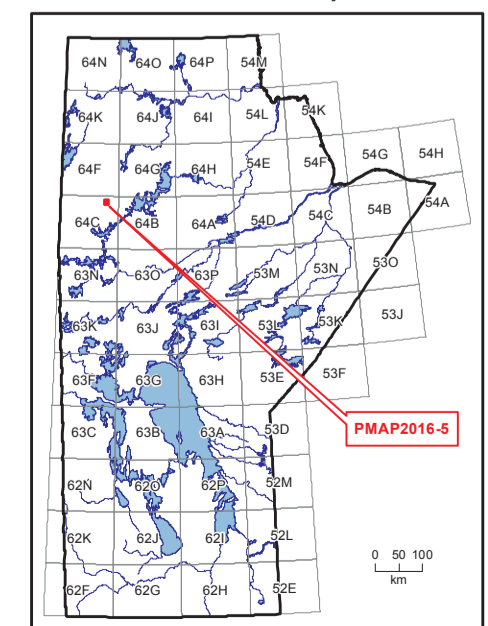 64N 64O 64P 54M
64K 64J 64I 54L 54K
64F 64G 64H 54E 54F 54G 54H
64C 64B 64A 54D 54C 54B 54A
63N 63O 63P 53M 53N 53O
63K 63J 63I 53L 53K 53J
63F 63G 63H 53E 53F
63C 63B 63A 53D
PMAP2016-5
62N 62O 62P 52M
62K 62J 62I 52L
0 50 100
km
62F 62G 62H 52E